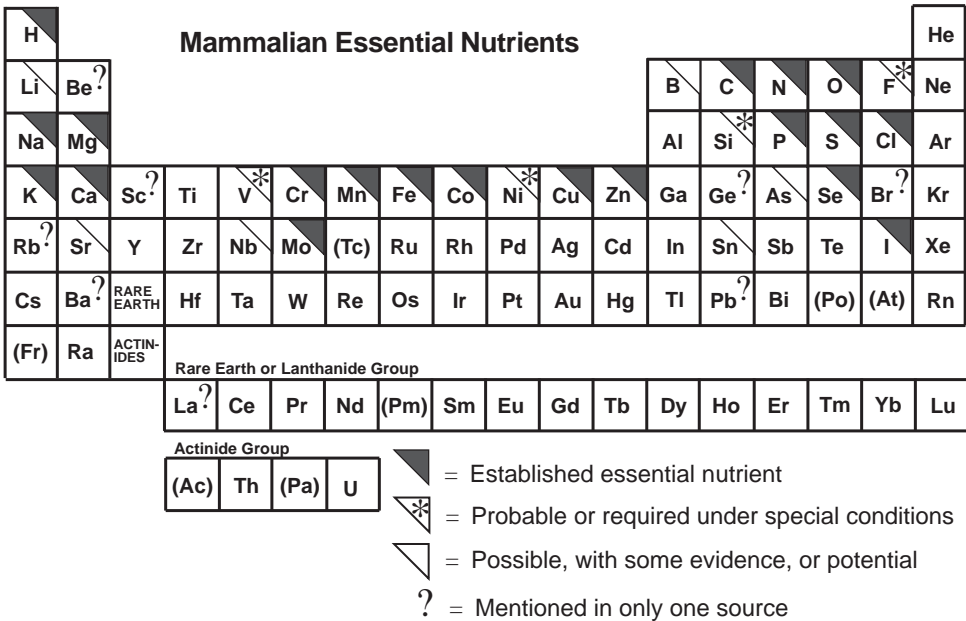 H Mammalian Essential Nutrients He
Li Be? B C N O F* Ne
Na Mg Al Si* P S Cl Ar
K Ca Sc? Ti V* Cr Mn Fe Co Ni* Cu Zn Ga Ge? As Se Br? Kr
Rb? Sr Y Zr Nb Mo (Tc) Ru Rh Pd Ag Cd In Sn Sb Te I Xe
Cs Ba? RARE EARTH Hf Ta W Re Os Ir Pt Au Hg Tl Pb? Bi (Po) (At) Rn
(Fr) Ra ACTIN-
IDES
Rare Earth or Lanthanide Group
La? Ce Pr Nd (Pm) Sm Eu Gd Tb Dy Ho Er Tm Yb Lu
Actinide Group
(Ac) Th (Pa) U
= Established essential nutrient
* = Probable or required under special conditions
= Possible, with some evidence, or potential
? = Mentioned in only one source